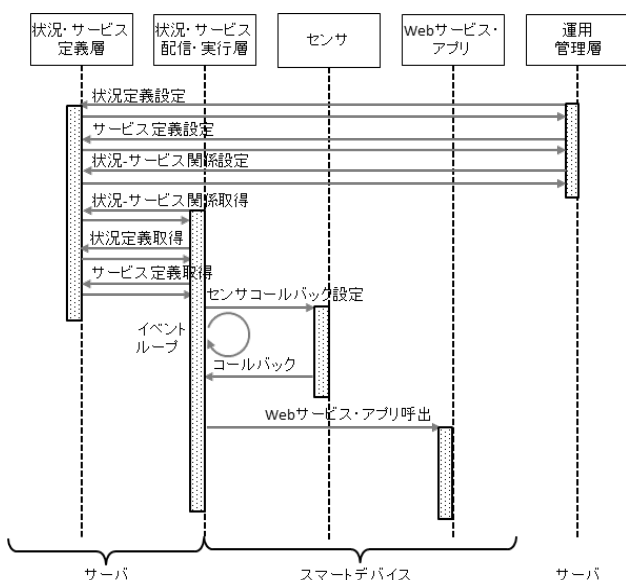 状況・サービス
定義層
状況・サービス
配信・実行層
センサ
Webサービス・
アプリ
運用
管理層
状況定義設定
サービス定義設定
状況-サービス関係設定
状況-サービス関係取得
状況定義取得
サービス定義取得
センサコールバック設定
イベント
ループ
コールバック
Webサービス・アプリ呼出
サーバ
スマートデバイス
サーバ